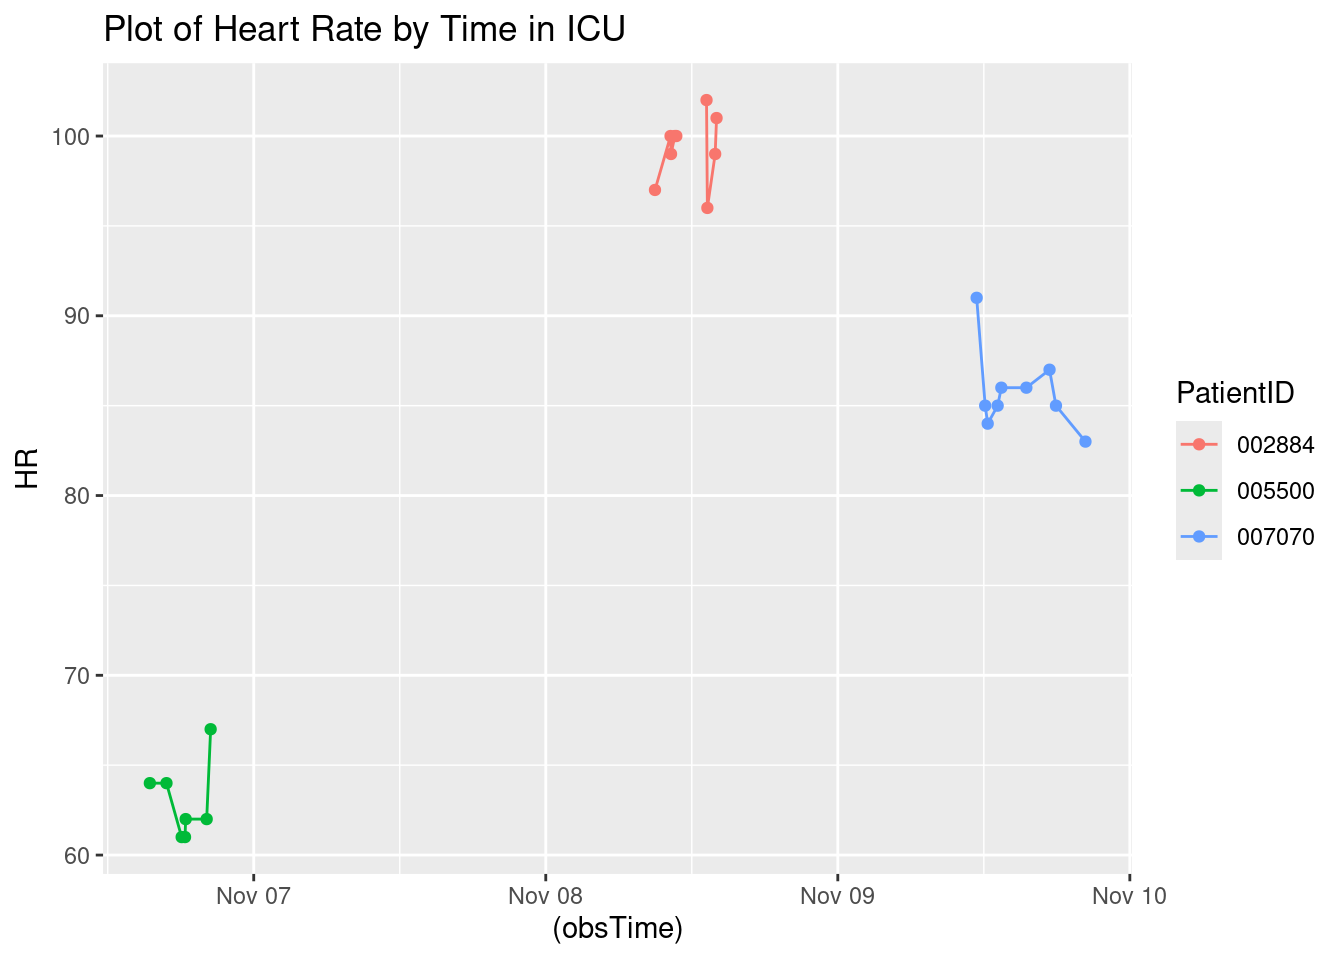 Plot of Heart Rate by Time in ICU
HR
100
90
80
70
60
Nov 07
Nov 08
Nov 09
Nov 10
(obsTime)
PatientID
002884
005500
007070